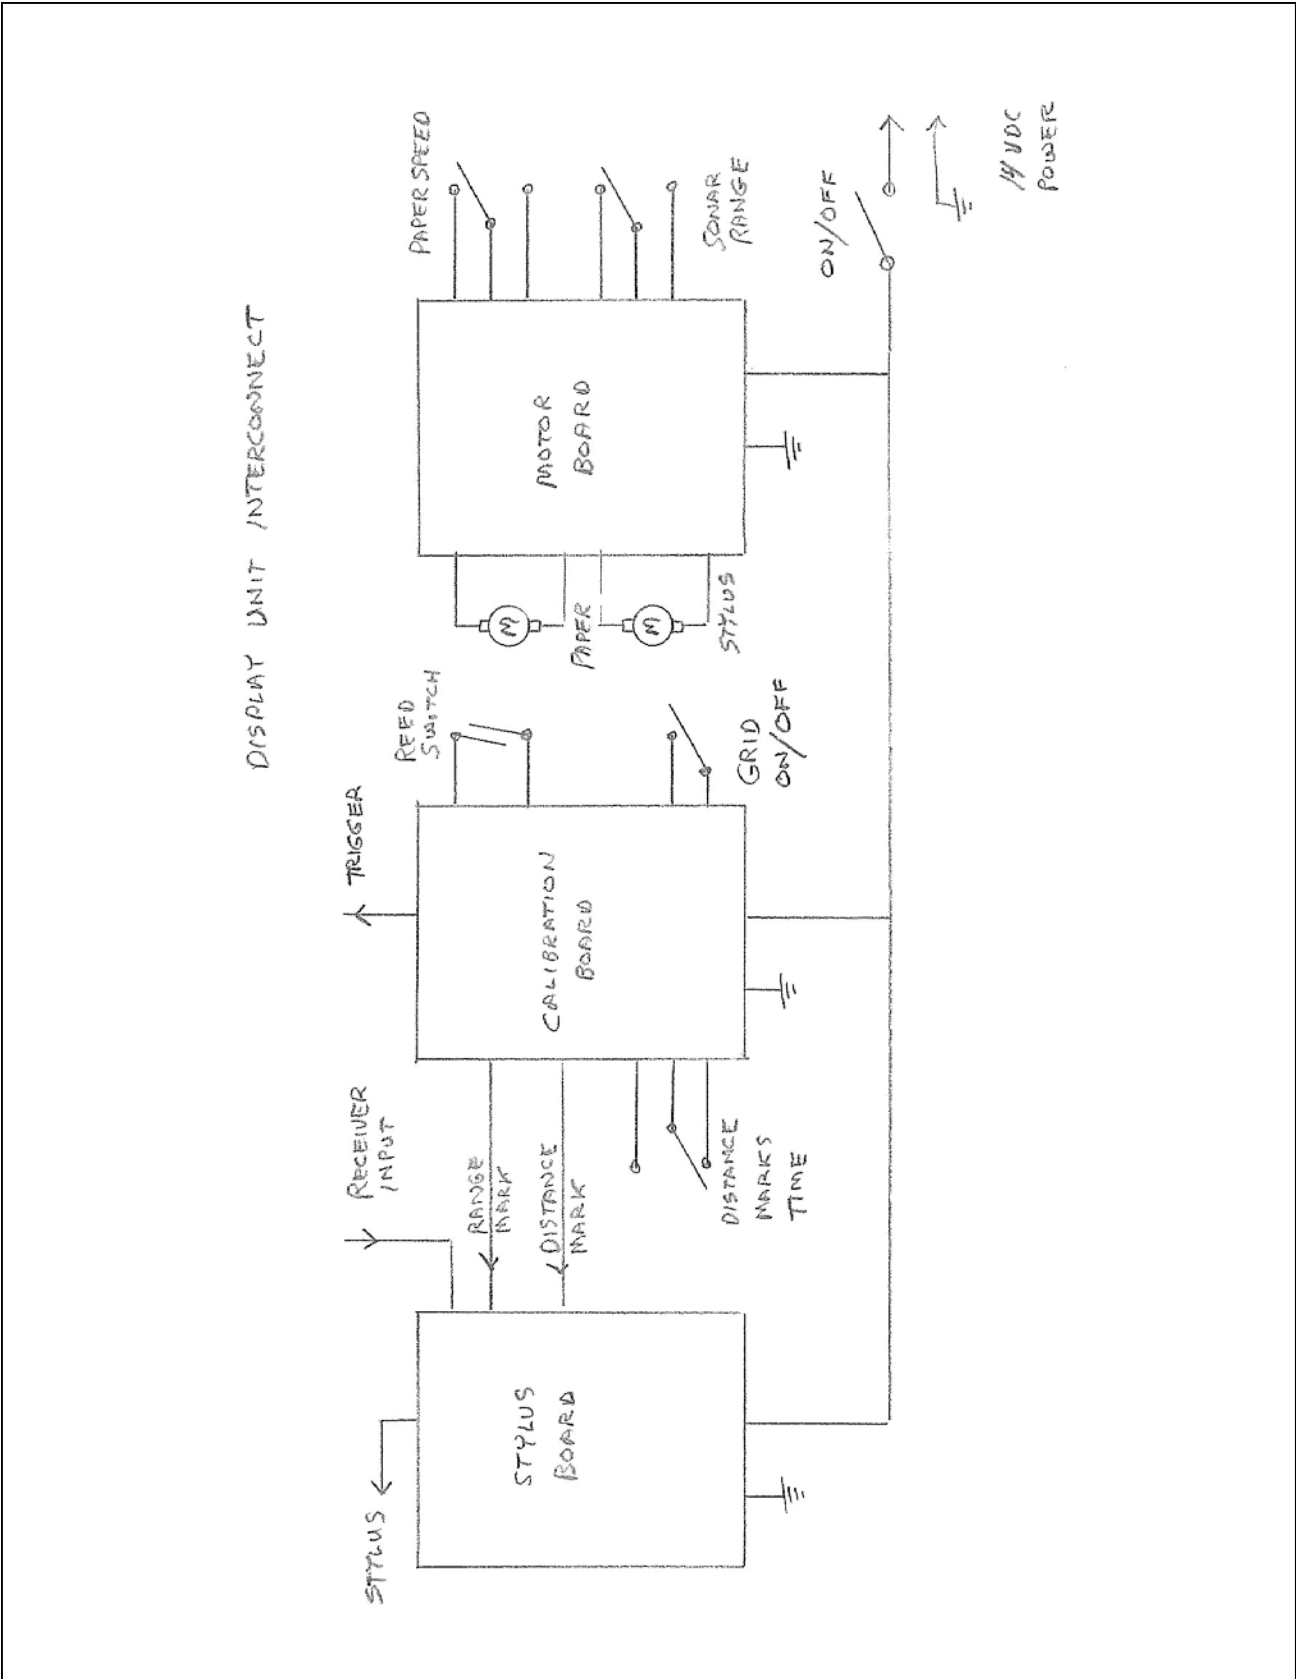 DISPLAY UNIT INTERCONNECT
STYLUS
RECEIVER
INPUT
TRIGGER
REED
SWITCH
PAPER SPEED
STYLUS
BOARD
RANGE
MARK
DISTANCE
MARK
CALIBRATION
BOARD
M
PAPER
M
STYLUS
MOTOR
BOARD
SONAR
RANGE
DISTANCE
MARKS
TIME
GRID
ON/OFF
ON/OFF
14 VDC
POWER